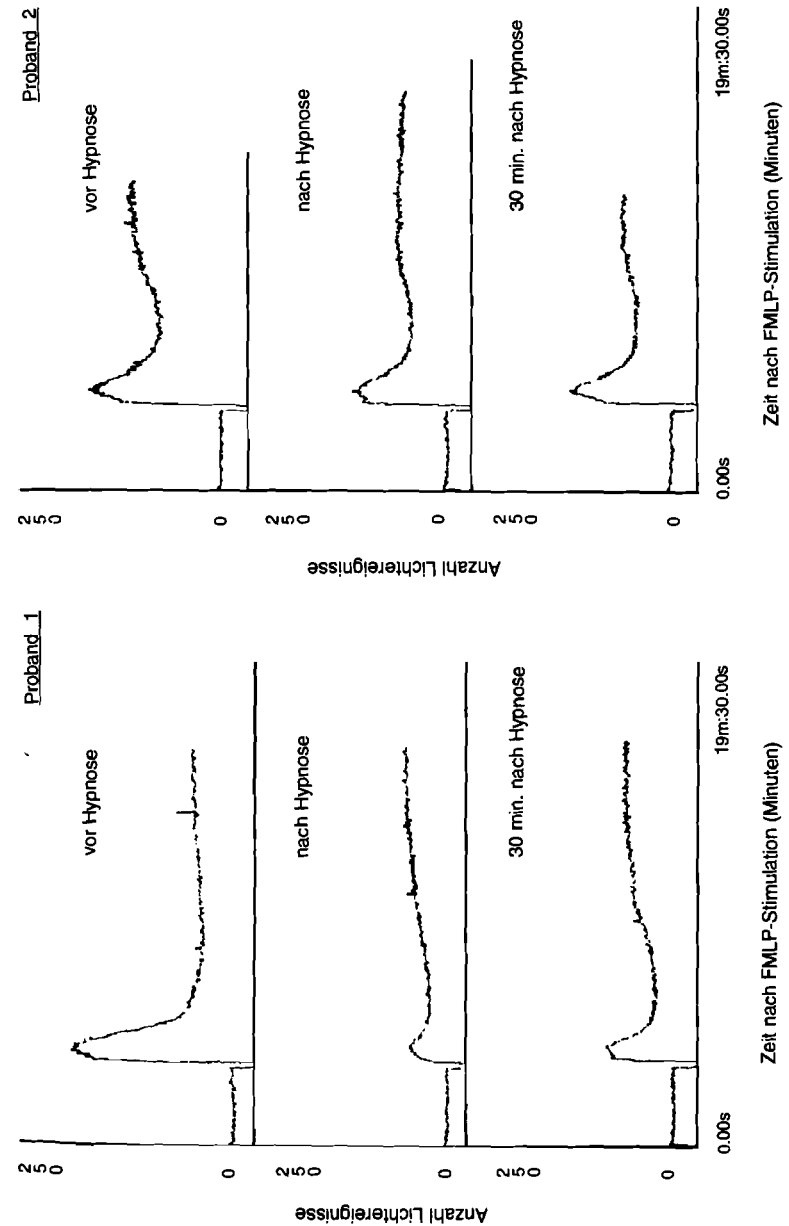 Proband 1
Anzahl Lichtereignisse
250
vor Hypnose
0
250
nach Hypnose
0
250
30 min. nach Hypnose
0
0.00s
19m:30.00s
Zeit nach FMLP-Stimulation (Minuten)
Proband 2
Anzahl Lichtereignisse
250
vor Hypnose
0
250
nach Hypnose
0
250
30 min. nach Hypnose
0
0.00s
19m:30.00s
Zeit nach FMLP-Stimulation (Minuten)